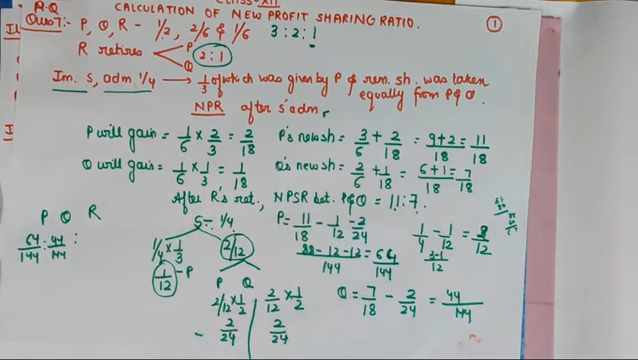 CLASS-XII
P.Q
CALCULATION OF NEW PROFIT SHARING RATIO. 1
Ques 7 - P, Q, R - 1/2, 2/6 & 1/6 3:2:1
R retires P
Q
2:1
Im. S, adm. 1/4 → 1/3 of which was given by P & rem. sh. was taken
equally from P & Q.
NPR after S' adm.
P will gain = 1/6 × 2/3 = 2/18 P's new sh = 3/6 + 2/18 = 9+2/18 = 11/18
Q will gain = 1/6 × 1/3 = 1/18 Q's new sh = 2/6 + 1/18 = 6+1/18 = 7/18
After R's ret., NPSR bet. P & Q = 11:7.
P Q R
64/144 : 44/144 :
S - 1/4
1/4 × 1/3 2/12
1/12 - P
P Q
2/12 × 1/2 2/12 × 1/2
- 2/24 2/24
P = 11/18 - 1/12 - 2/24
88-12-12/144 = 64/144
1/4 - 1/12 = 2/12
3-1/12
Q = 7/18 - 2/24 = 44/144